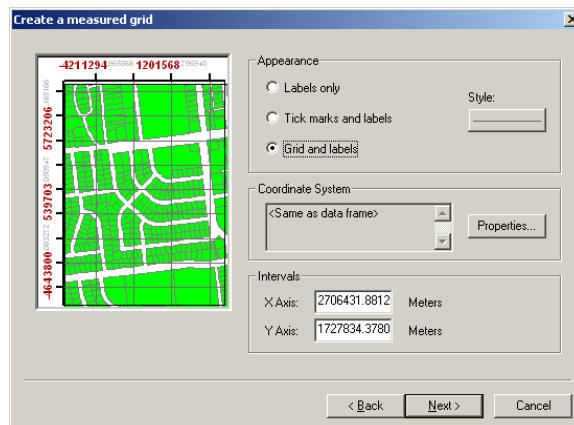 Create a measured grid
-4211294 1201568
5723206
539703
-4643800
Appearance
Labels only
Tick marks and labels
Grid and labels
Style:
Coordinate System
<Same as data frame>
Properties...
Intervals
X Axis: 2706431.8812 Meters
Y Axis: 1727834.3780 Meters
< Back Next > Cancel